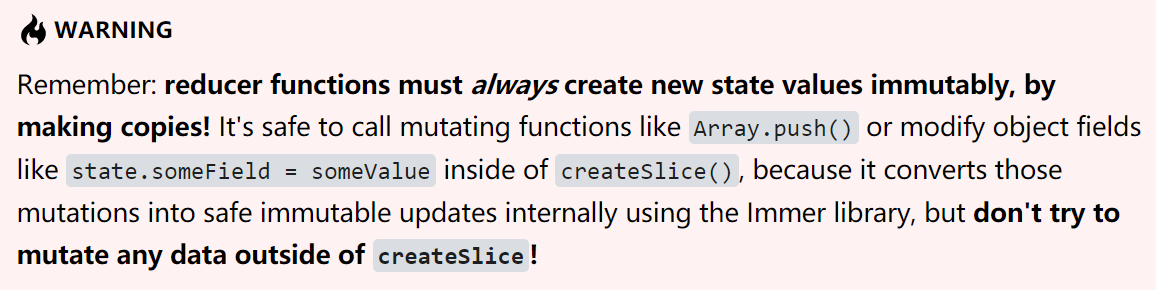 WARNING
Remember: reducer functions must always create new state values immutably, by
making copies! It's safe to call mutating functions like Array.push() or modify object fields
like state.someField = someValue inside of createSlice(), because it converts those
mutations into safe immutable updates internally using the Immer library, but don't try to
mutate any data outside of createSlice!